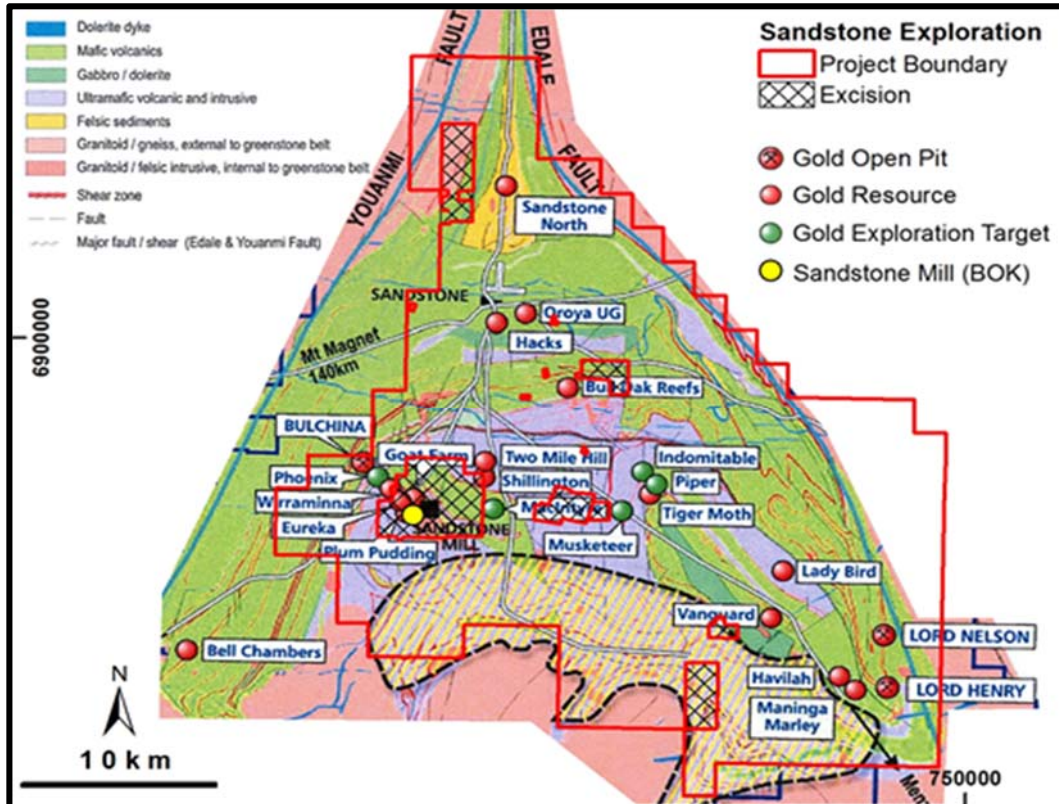 Dolerite dyke
Mafic volcanics
Gabbro / dolerite
Ultramafic volcanic and intrusive
Felsic sediments
Granitoid / gneiss, external to greenstone belt
Granitoid / felsic intrusive, internal to greenstone belt
Shear zone
Fault
Major fault / shear (Edale & Youanmi Fault)
Sandstone Exploration
Project Boundary
Excision
Gold Open Pit
Gold Resource
Gold Exploration Target
Sandstone Mill (BOK)
YOUANMI FAULT
EDALE FAULT
Sandstone
North
SANDSTONE
Oroya UG
Hacks
6900000
Mt Magnet
140km
Oak Reefs
BULCHINA
Goat Farm
Two Mile Hill
Indomitable
Phoenix
Shillington
Piper
Wirraminna
Tiger Moth
Eureka
SANDSTONE
MILL
Musketeer
Plum Pudding
Lady Bird
Vanguard
LORD NELSON
Bell Chambers
Havilah
LORD HENRY
Maninga
Marley
N
10 km
750000